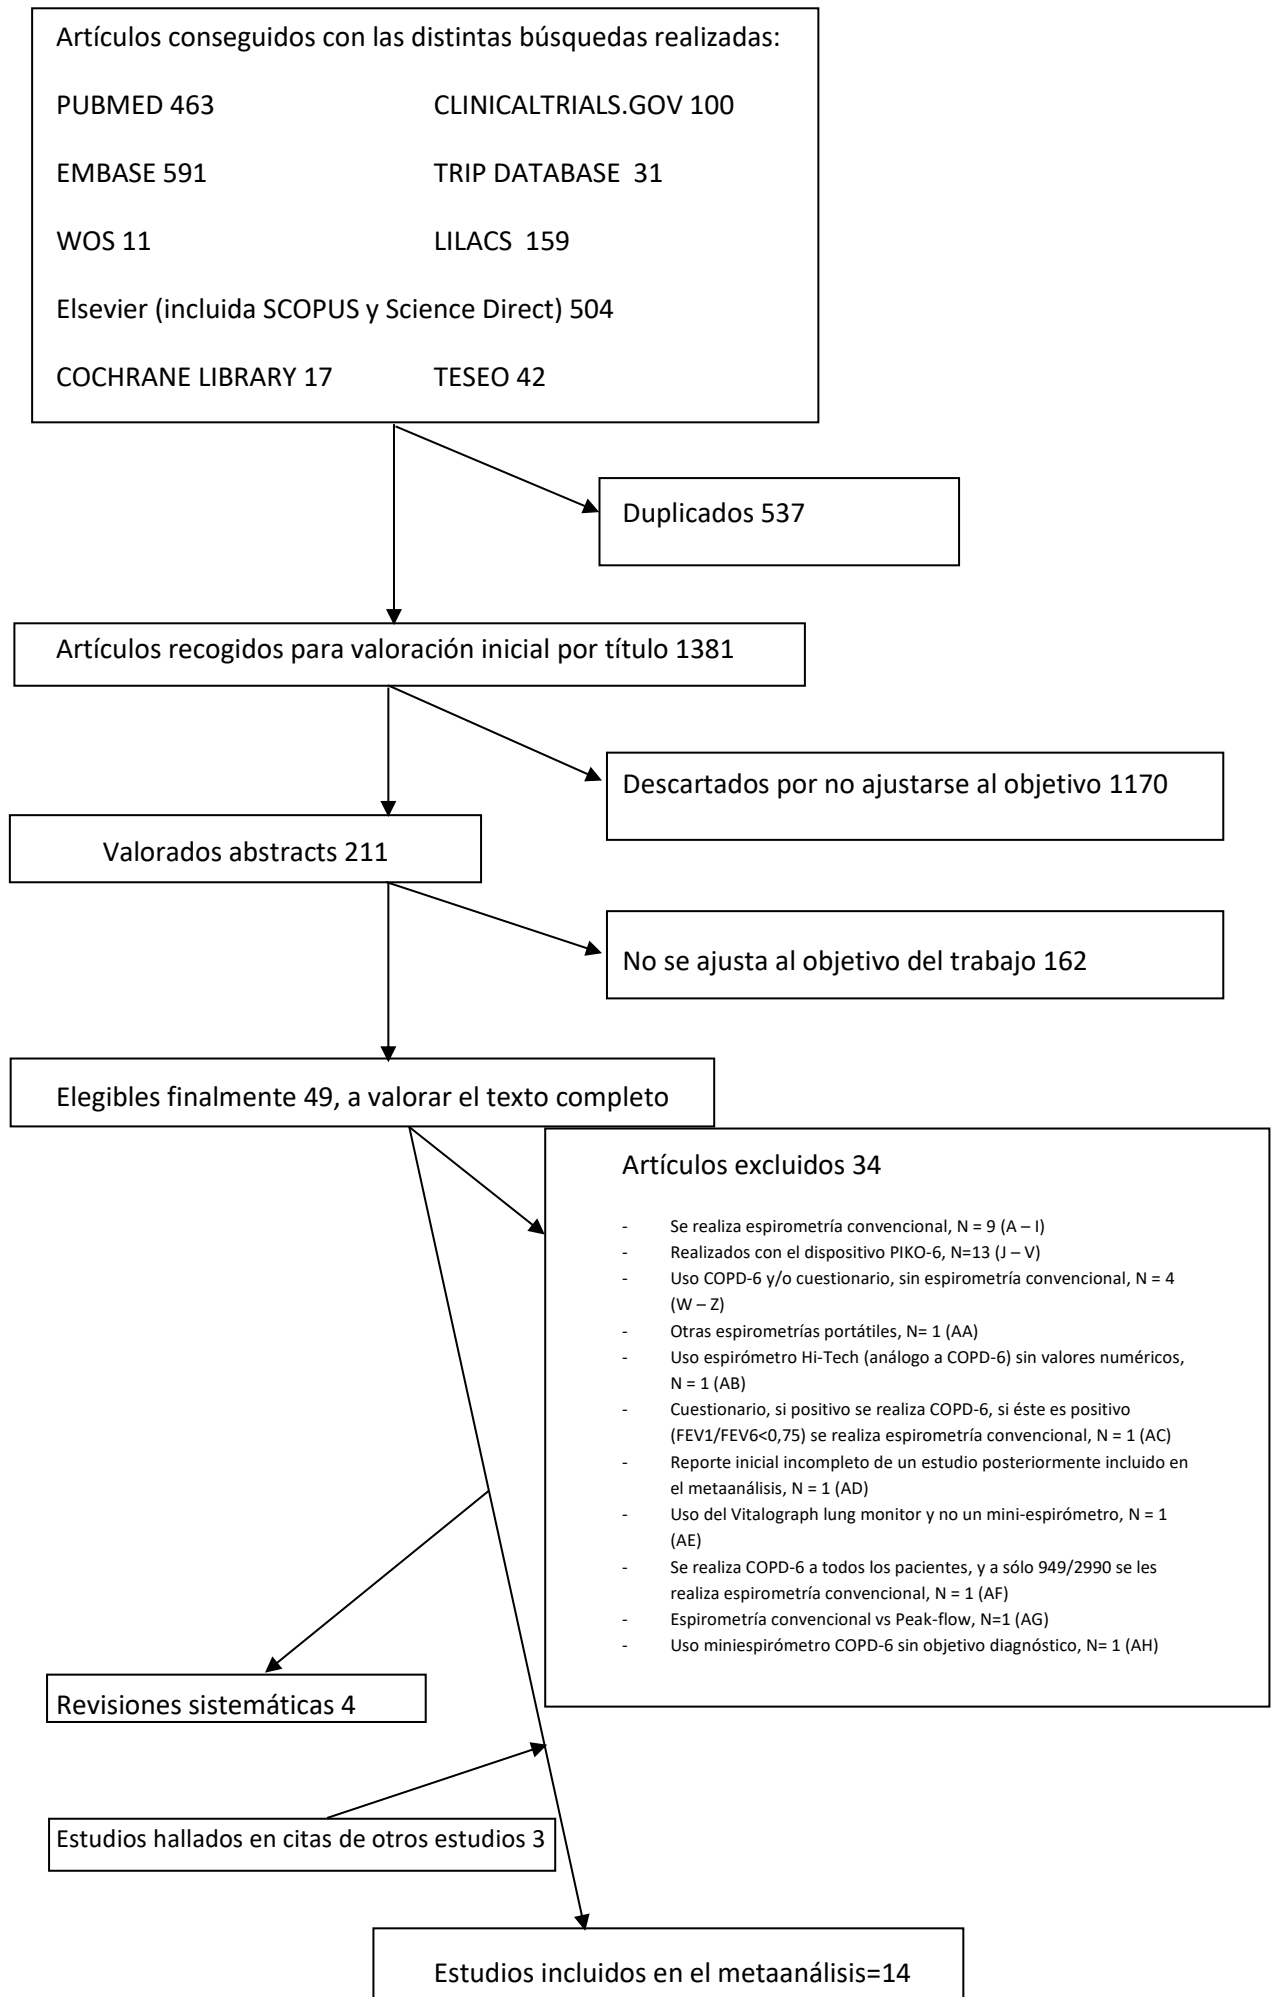 Artículos conseguidos con las distintas búsquedas realizadas:
PUBMED 463 CLINICALTRIALS.GOV 100
EMBASE 591 TRIP DATABASE 31
WOS 11 LILACS 159
Elsevier (incluida SCOPUS y Science Direct) 504
COCHRANE LIBRARY 17 TESEO 42
Duplicados 537
Artículos recogidos para valoración inicial por título 1381
Descartados por no ajustarse al objetivo 1170
Valorados abstracts 211
No se ajusta al objetivo del trabajo 162
Elegibles finalmente 49, a valorar el texto completo
Artículos excluidos 34
- Se realiza espirometría convencional, N = 9 (A – I)
- Realizados con el dispositivo PIKO-6, N=13 (J – V)
- Uso COPD-6 y/o cuestionario, sin espirometría convencional, N = 4
(W – Z)
- Otras espirometrías portátiles, N= 1 (AA)
- Uso espirómetro Hi-Tech (análogo a COPD-6) sin valores numéricos,
N = 1 (AB)
- Cuestionario, si positivo se realiza COPD-6, si éste es positivo
(FEV1/FEV6<0,75) se realiza espirometría convencional, N = 1 (AC)
- Reporte inicial incompleto de un estudio posteriormente incluido en
el metaanálisis, N = 1 (AD)
- Uso del Vitalograph lung monitor y no un mini-espirómetro, N = 1
(AE)
- Se realiza COPD-6 a todos los pacientes, y a sólo 949/2990 se les
realiza espirometría convencional, N = 1 (AF)
- Espirometría convencional vs Peak-flow, N=1 (AG)
- Uso miniespirómetro COPD-6 sin objetivo diagnóstico, N= 1 (AH)
Revisiones sistemáticas 4
Estudios hallados en citas de otros estudios 3
Estudios incluidos en el metaanálisis=14